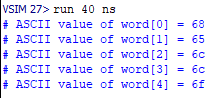 VSIM 27> run 40 ns
# ASCII value of word[0] = 68
# ASCII value of word[1] = 65
# ASCII value of word[2] = 6c
# ASCII value of word[3] = 6c
# ASCII value of word[4] = 6f